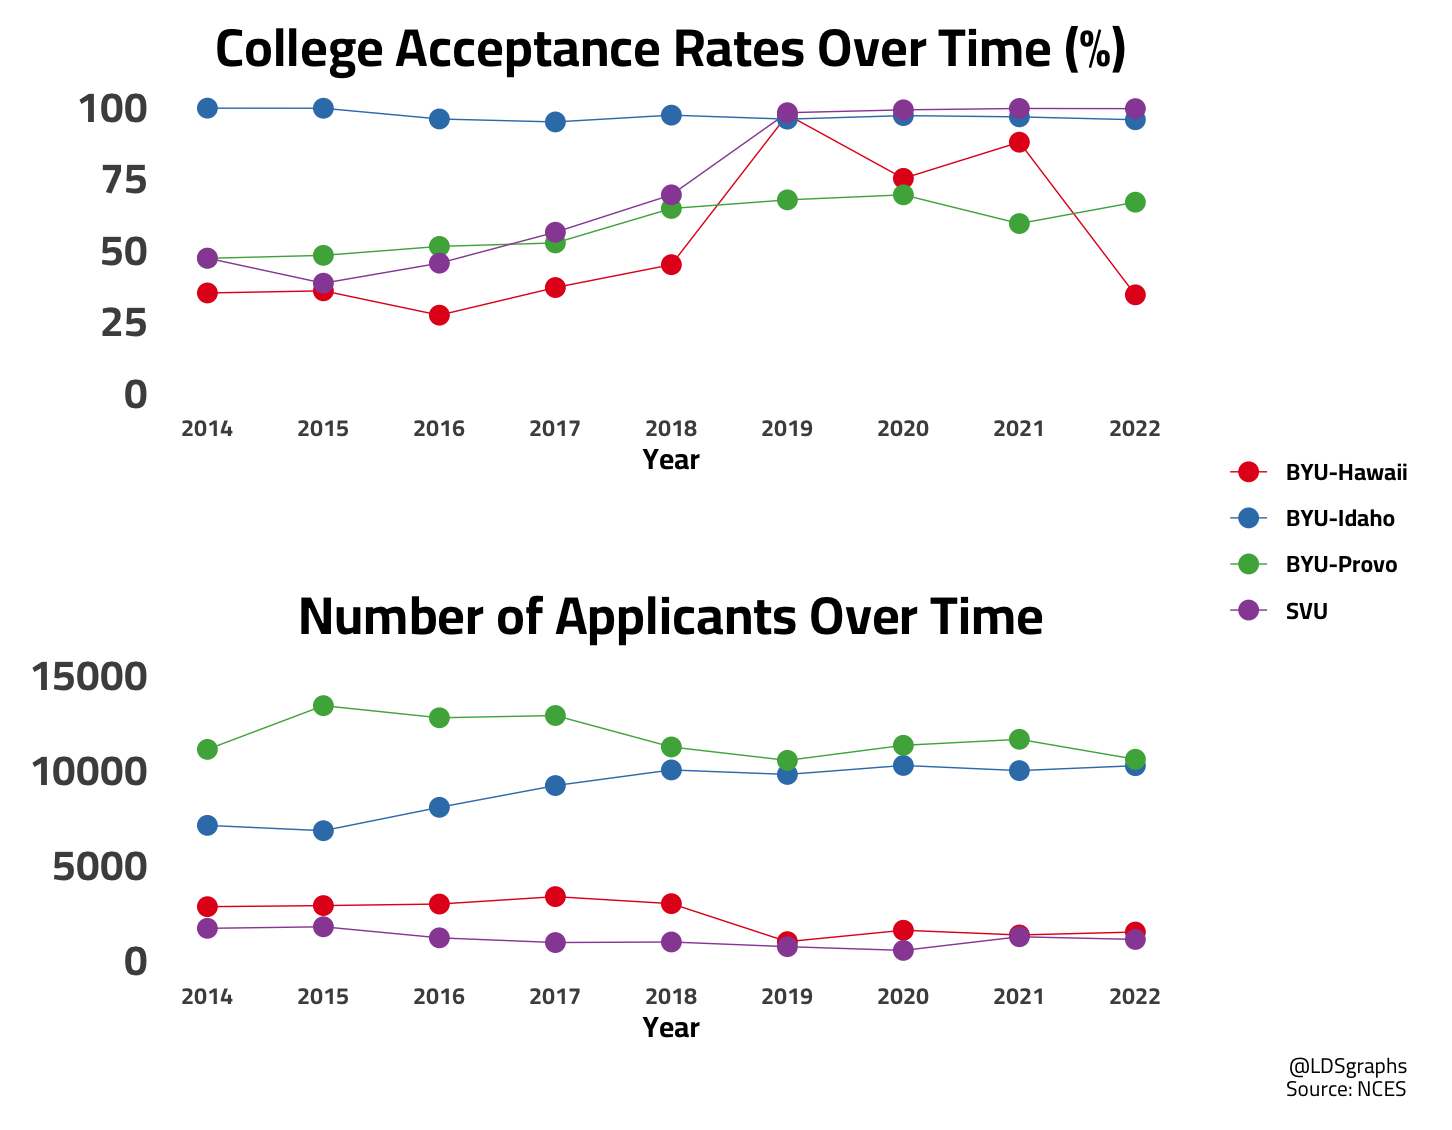 College Acceptance Rates Over Time (%)
100
75
50
25
0
2014 2015 2016 2017 2018 2019 2020 2021 2022
Year
BYU-Hawaii
BYU-Idaho
BYU-Provo
SVU
Number of Applicants Over Time
15000
10000
5000
0
2014 2015 2016 2017 2018 2019 2020 2021 2022
Year
@LDSgraphs
Source: NCES